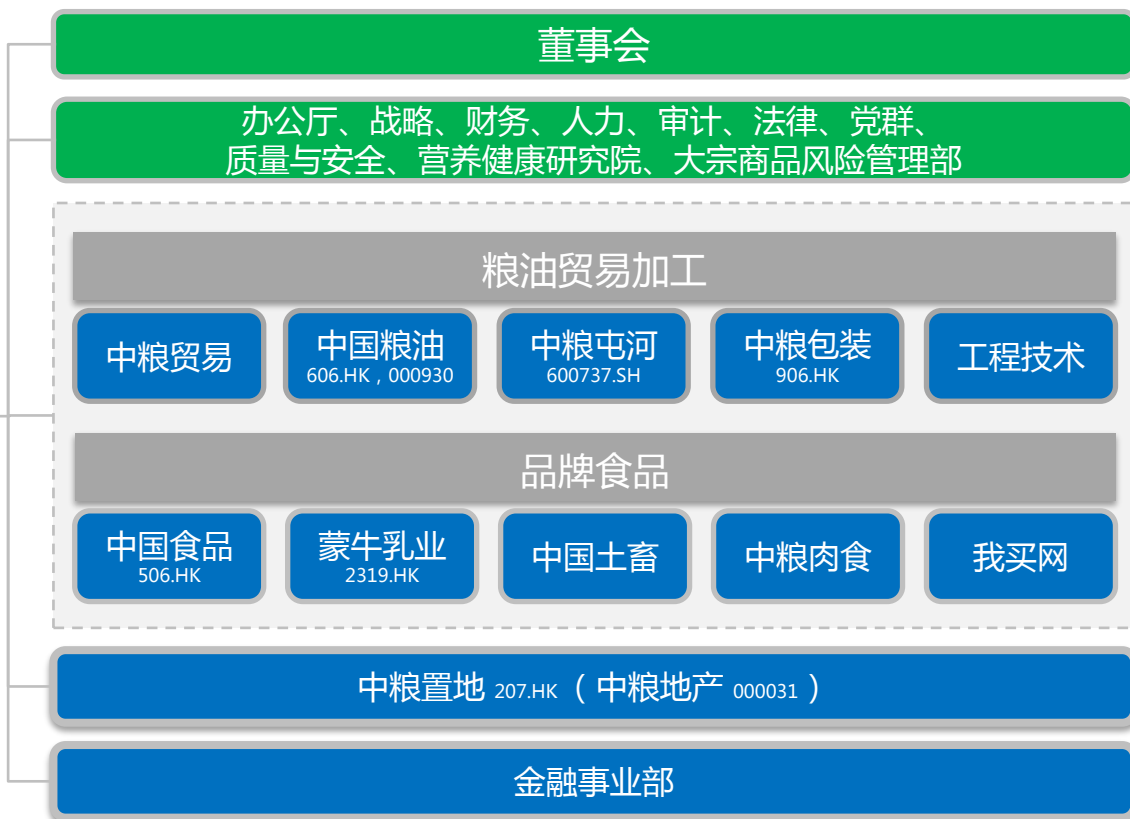 董事会
办公厅、战略、财务、人力、审计、法律、党群、
质量与安全、营养健康研究院、大宗商品风险管理部
粮油贸易加工
中粮贸易
中国粮油
606.HK，000930
中粮屯河
600737.SH
中粮包装
906.HK
工程技术
品牌食品
中国食品
506.HK
蒙牛乳业
2319.HK
中国土畜
中粮肉食
我买网
中粮置地 207.HK（中粮地产 000031）
金融事业部